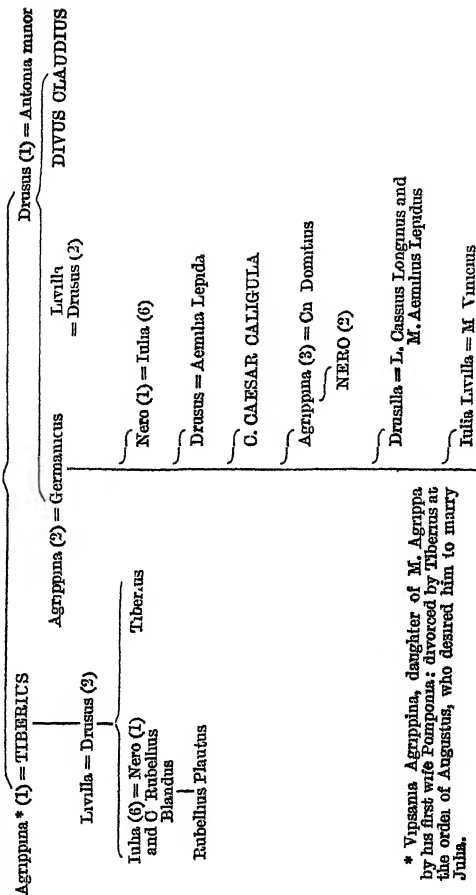 Agrippina * (1) = TIBERIUS
Drusus (1) = Antonia minor
Livilla = Drusus (2)
Agrippina (2) = Germanicus
Livilla
= Drusus (2)
DIVUS CLAUDIUS
Iulia (6) = Nero (1)
and C Rubellius
Blandus
Tiberius
Rubellius Plautus
Nero (1) = Iulia (6)
Drusus = Aemilia Lepida
C. CAESAR CALIGULA
Agrippina (3) = Cn Domitius
NERO (2)
Drusilla = L. Cassius Longinus and
M. Aemilius Lepidus
Iulia Livilla = M Vinicius
* Vipsania Agrippina, daughter of M. Agrippa
by his first wife Pomponia: divorced by Tiberius at
the order of Augustus, who desired him to marry
Julia.